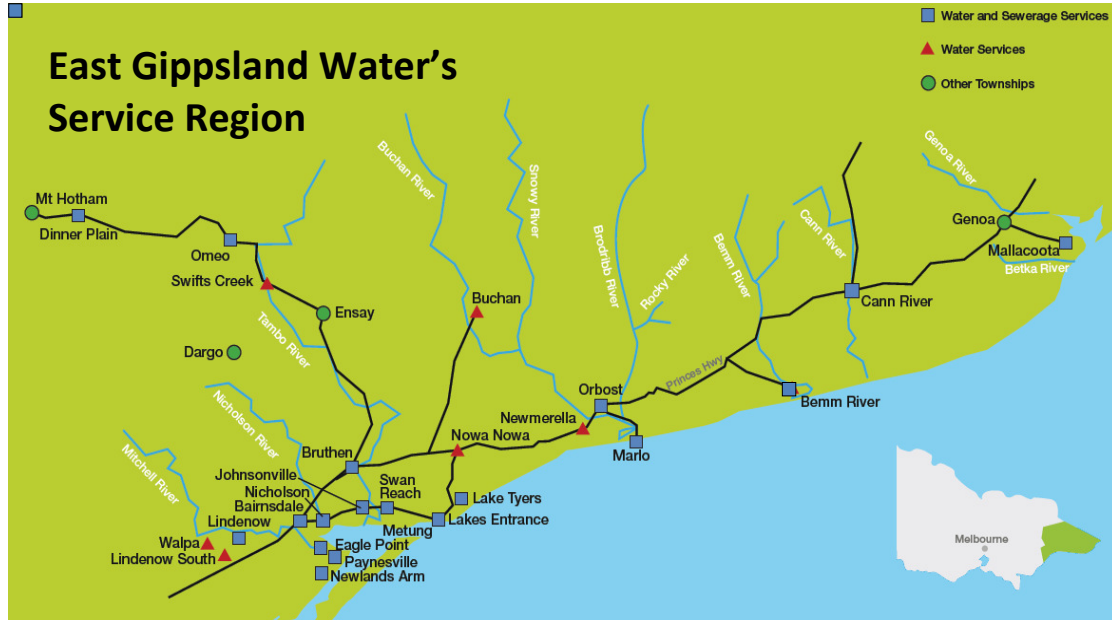 East Gippsland Water's
Service Region
Water and Sewerage Services
Water Services
Other Townships
Mt Hotham
Dinner Plain
Omeo
Swifts Creek
Ensay
Dargo
Tambo River
Buchan River
Snowy River
Buchan
Brodribb River
Rocky River
Bemm River
Cann River
Genoa River
Genoa
Mallacoota
Betka River
Cann River
Princes Hwy
Bemm River
Orbost
Newmerella
Marlo
Nowa Nowa
Nicholson River
Mitchell River
Bruthen
Johnsonville
Nicholson
Bairnsdale
Swan
Reach
Lindenow
Walpa
Lindenow South
Metung
Lake Tyers
Lakes Entrance
Eagle Point
Paynesville
Newlands Arm
Melbourne